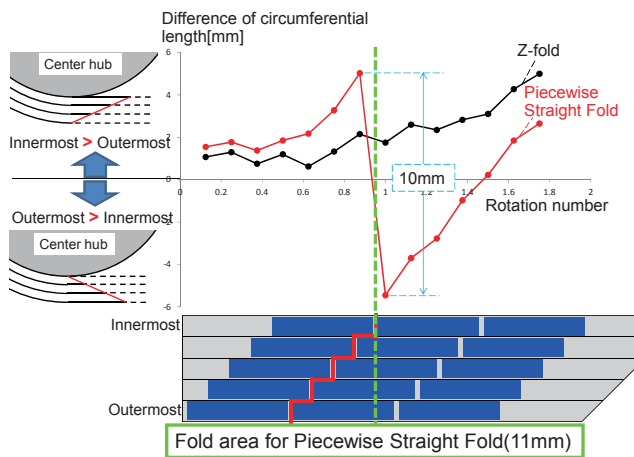 Difference of circumferential
length[mm]
Center hub
Innermost > Outermost
Outermost > Innermost
Center hub
6
4
2
0
-2
-4
-6
0 0.2 0.4 0.6 0.8 1 1.2 1.4 1.6 1.8 2
Z-fold
Piecewise
Straight Fold
10mm
Rotation number
Innermost
Outermost
Fold area for Piecewise Straight Fold(11mm)